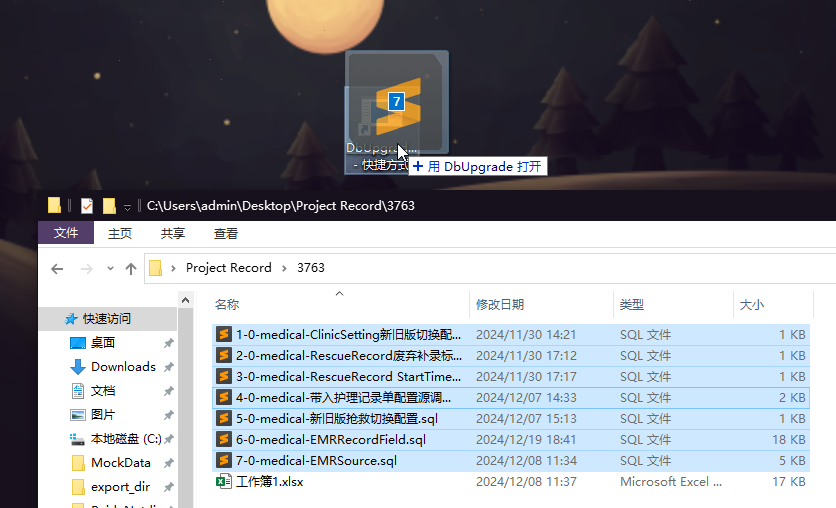 7
DbUpgra...
- 快捷方式
用 DbUpgrade 打开
C:\Users\admin\Desktop\Project Record\3763
文件 主页 共享 查看
Project Record 3763
名称 修改日期 类型 大小
快速访问
桌面
Downloads
文档
图片
本地磁盘 (C:)
MockData
export_dir
1-0-medical-ClinicSetting新旧版切换配... 2024/11/30 14:21 SQL 文件 1 KB
2-0-medical-RescueRecord废弃补录标... 2024/11/30 17:12 SQL 文件 1 KB
3-0-medical-RescueRecord StartTime... 2024/11/30 17:17 SQL 文件 1 KB
4-0-medical-带入护理记录单配置源调... 2024/12/07 14:33 SQL 文件 2 KB
5-0-medical-新旧版抢救切换配置.sql 2024/12/07 15:13 SQL 文件 1 KB
6-0-medical-EMRRecordField.sql 2024/12/19 18:41 SQL 文件 18 KB
7-0-medical-EMRSource.sql 2024/12/08 11:34 SQL 文件 5 KB
工作簿1.xlsx 2024/12/08 11:37 Microsoft Excel ... 17 KB